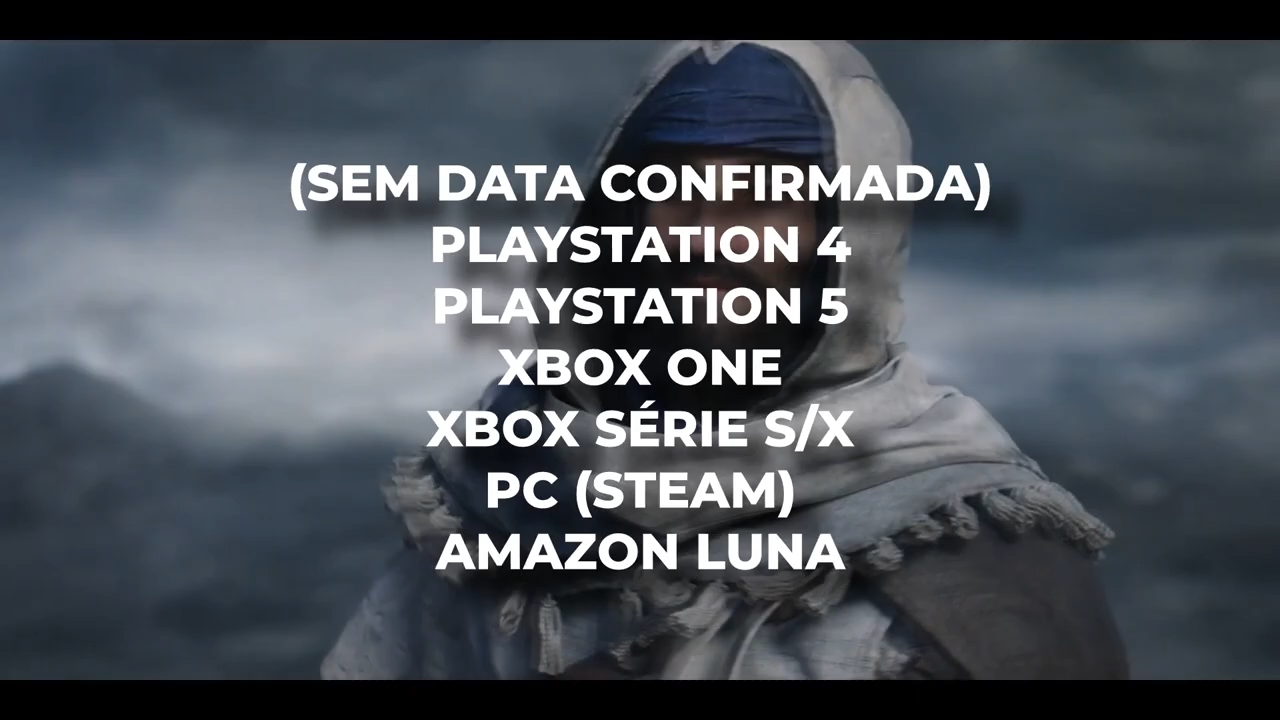 (SEM DATA CONFIRMADA)
PLAYSTATION 4
PLAYSTATION 5
XBOX ONE
XBOX SÉRIE S/X
PC (STEAM)
AMAZON LUNA